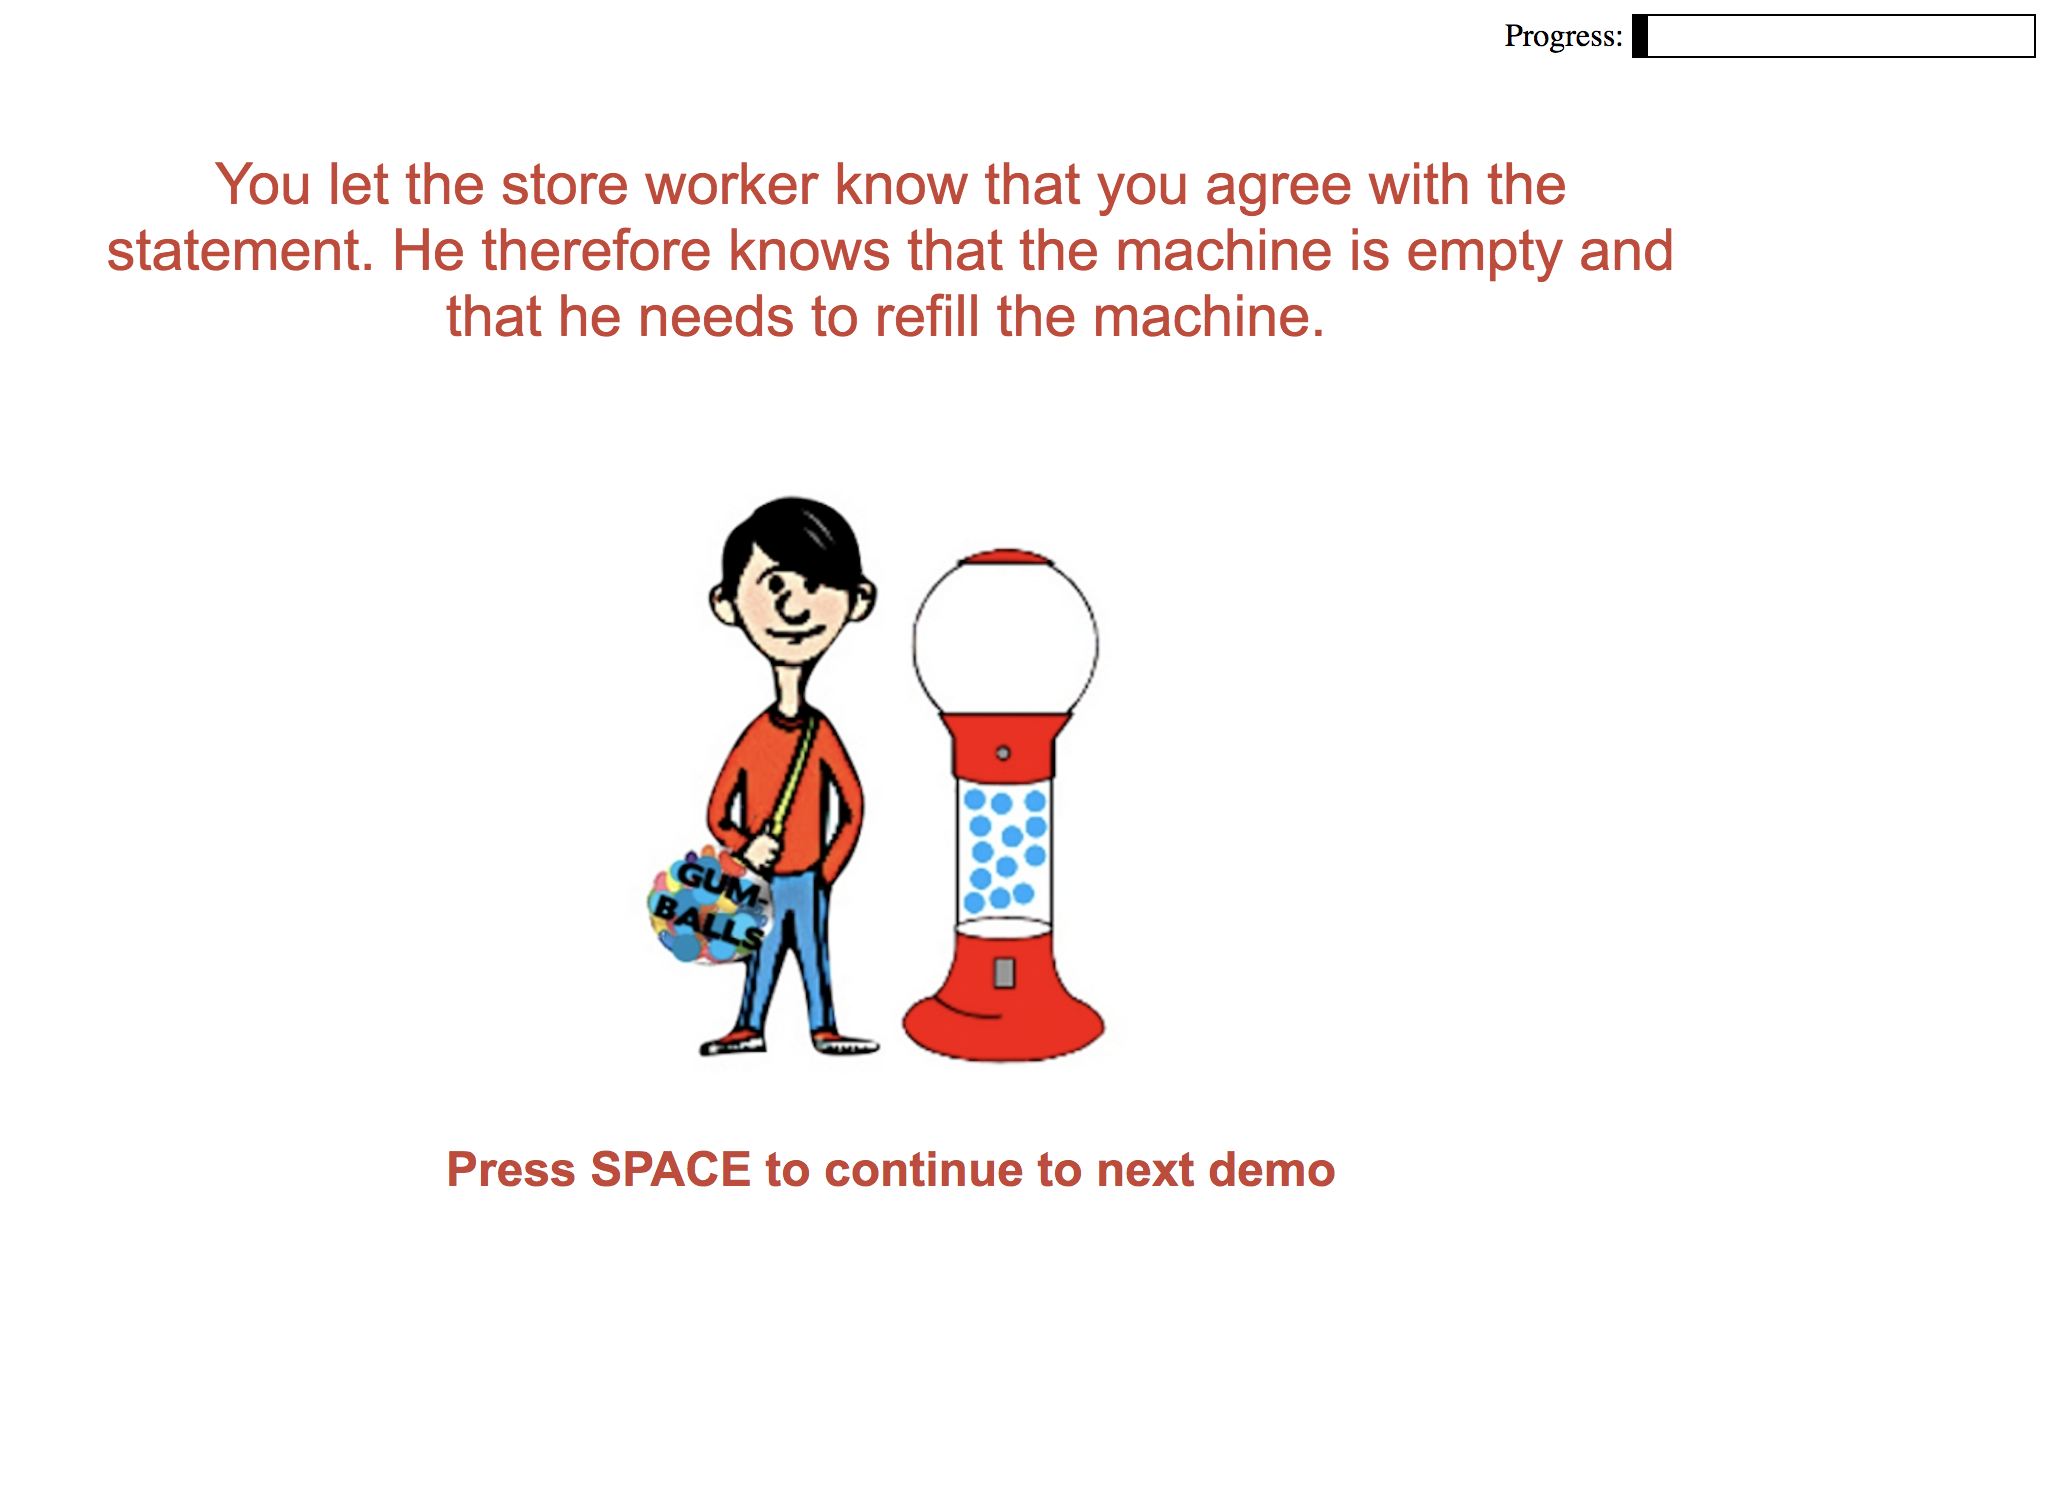 Progress:
You let the store worker know that you agree with the
statement. He therefore knows that the machine is empty and
that he needs to refill the machine.
GUM-
BALLS
Press SPACE to continue to next demo